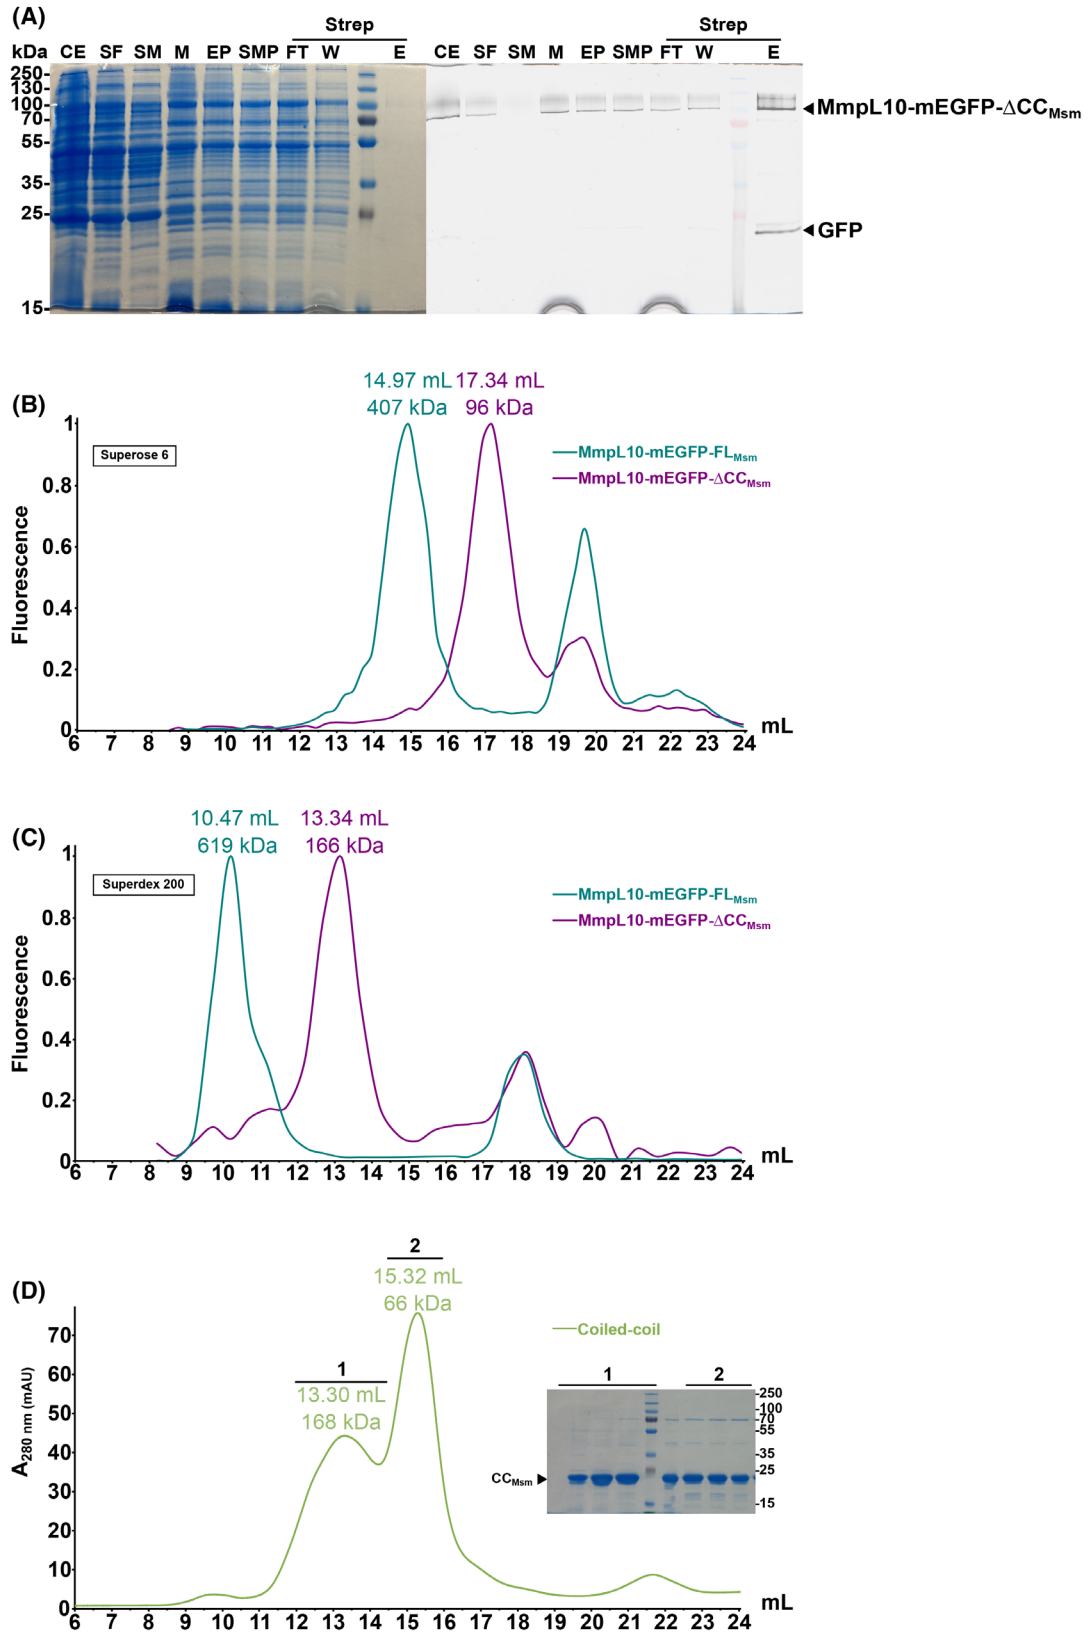 (A)
Strep
Strep
kDa CE SF SM M EP SMP FT W E
CE SF SM M EP SMP FT W E
250-
130-
100-
70-
55-
35-
25-
15-
MmpL10-mEGFP-ΔCCMsm
GFP
(B)
14.97 mL 17.34 mL
407 kDa 96 kDa
Superose 6
MmpL10-mEGFP-FLMsm
MmpL10-mEGFP-ΔCCMsm
Fluorescence
1
0.8
0.6
0.4
0.2
0
6 7 8 9 10 11 12 13 14 15 16 17 18 19 20 21 22 23 24 mL
(C)
10.47 mL 13.34 mL
619 kDa 166 kDa
Superdex 200
MmpL10-mEGFP-FLMsm
MmpL10-mEGFP-ΔCCMsm
Fluorescence
1
0.8
0.6
0.4
0.2
0
6 7 8 9 10 11 12 13 14 15 16 17 18 19 20 21 22 23 24 mL
(D)
2
15.32 mL
66 kDa
1
13.30 mL
168 kDa
Coiled-coil
A280 nm (mAU)
70
60
50
40
30
20
10
0
6 7 8 9 10 11 12 13 14 15 16 17 18 19 20 21 22 23 24 mL
1 2
CCMsm
-250
-100
-70
-55
-35
-25
-15